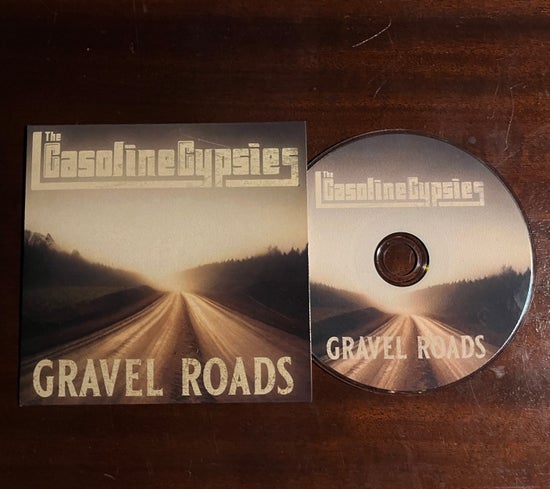 The
Gasoline Gypsies
GRAVEL ROADS
The
Gasoline Gypsies
GRAVEL ROADS